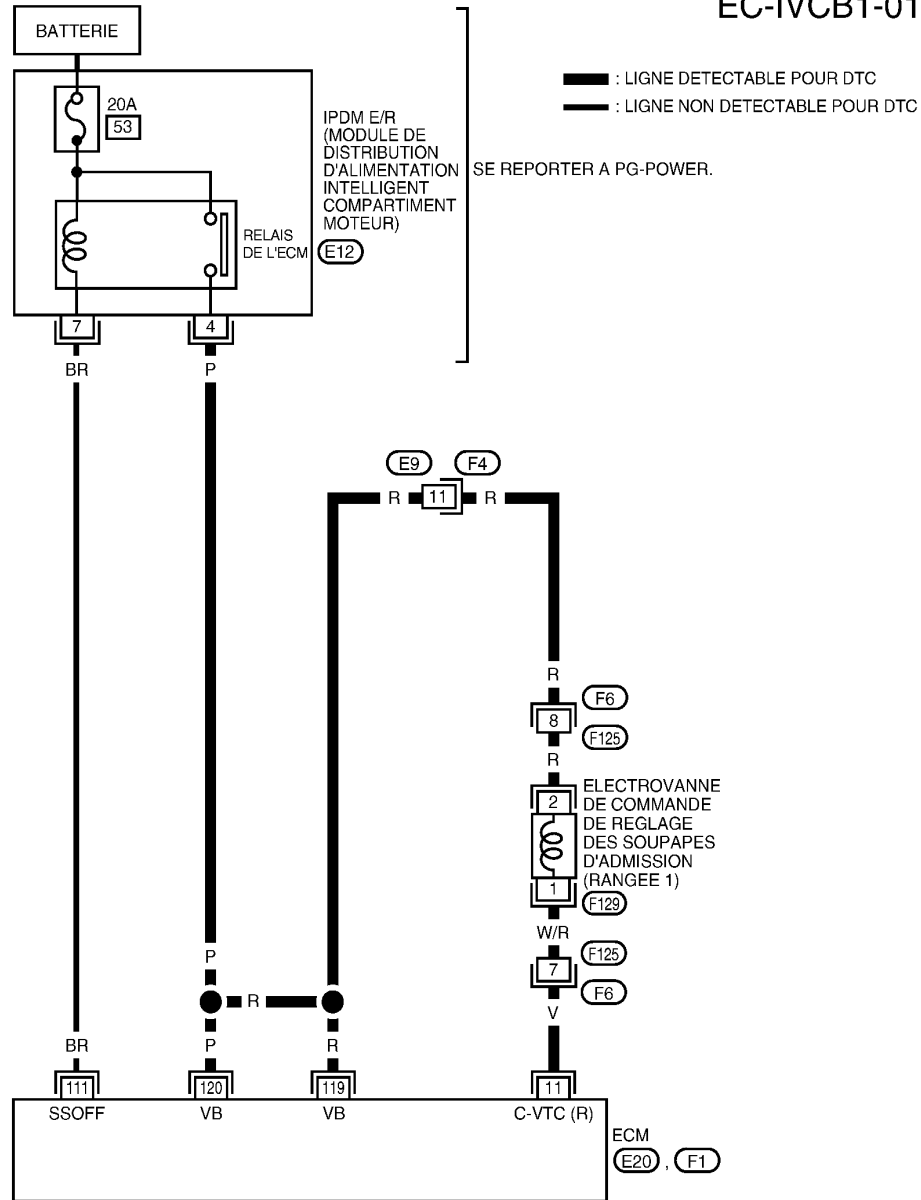 EC-IVCB1-01
BATTERIE
: LIGNE DETECTABLE POUR DTC
: LIGNE NON DETECTABLE POUR DTC
20A
53
IPDM E/R
(MODULE DE
DISTRIBUTION
D'ALIMENTATION
INTELLIGENT
COMPARTIMENT
MOTEUR)
SE REPORTER A PG-POWER.
RELAIS
DE L'ECM
E12
7
4
BR
P
E9
F4
R
11
R
R
F6
8
F125
R
2
ELECTROVANNE
DE COMMANDE
DE REGLAGE
DES SOUPAPES
D'ADMISSION
(RANGEE 1)
1
F129
W/R
P
F125
7
F6
R
V
BR
P
R
111
120
119
11
SSOFF
VB
VB
C-VTC (R)
ECM
E20 , F1